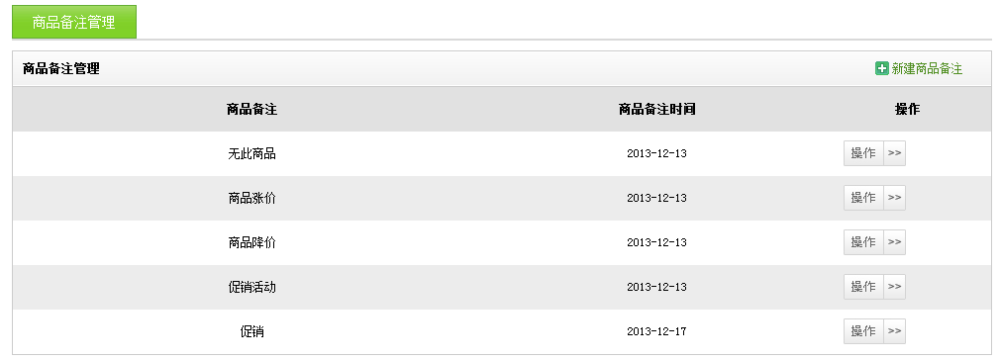 商品备注管理
商品备注管理 新建商品备注
商品备注 商品备注时间 操作
无此商品 2013-12-13 操作 >>
商品涨价 2013-12-13 操作 >>
商品降价 2013-12-13 操作 >>
促销活动 2013-12-13 操作 >>
促销 2013-12-17 操作 >>